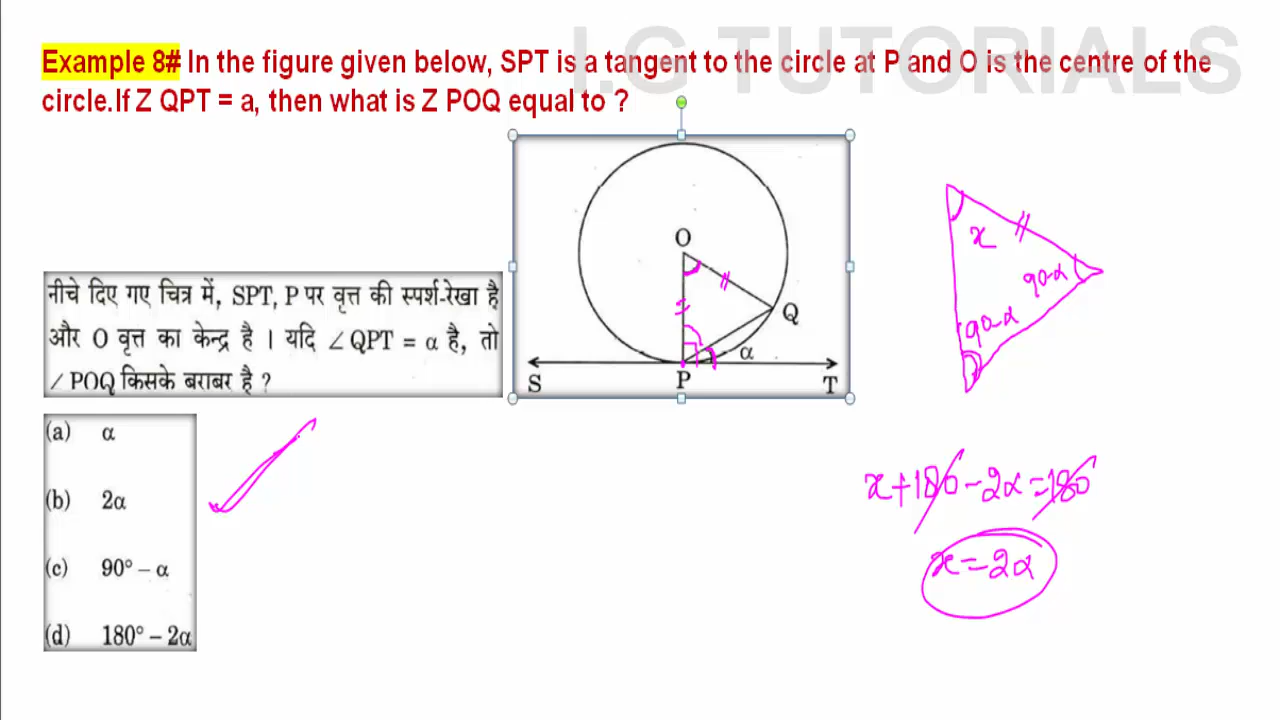 I.G TUTORIALS
Example 8# In the figure given below, SPT is a tangent to the circle at P and O is the centre of the
circle.If Z QPT = a, then what is Z POQ equal to ?
नीचे दिए गए चित्र में, SPT, P पर वृत्त की स्पर्श-रेखा है
और O वृत्त का केन्द्र है । यदि ∠QPT = α है, तो
∠POQ किसके बराबर है ?
(a) α
(b) 2α
(c) 90° – α
(d) 180° – 2α
O
Q
α
S
P
T
x
90-α
90-α
x+180-2α=180
x=2α